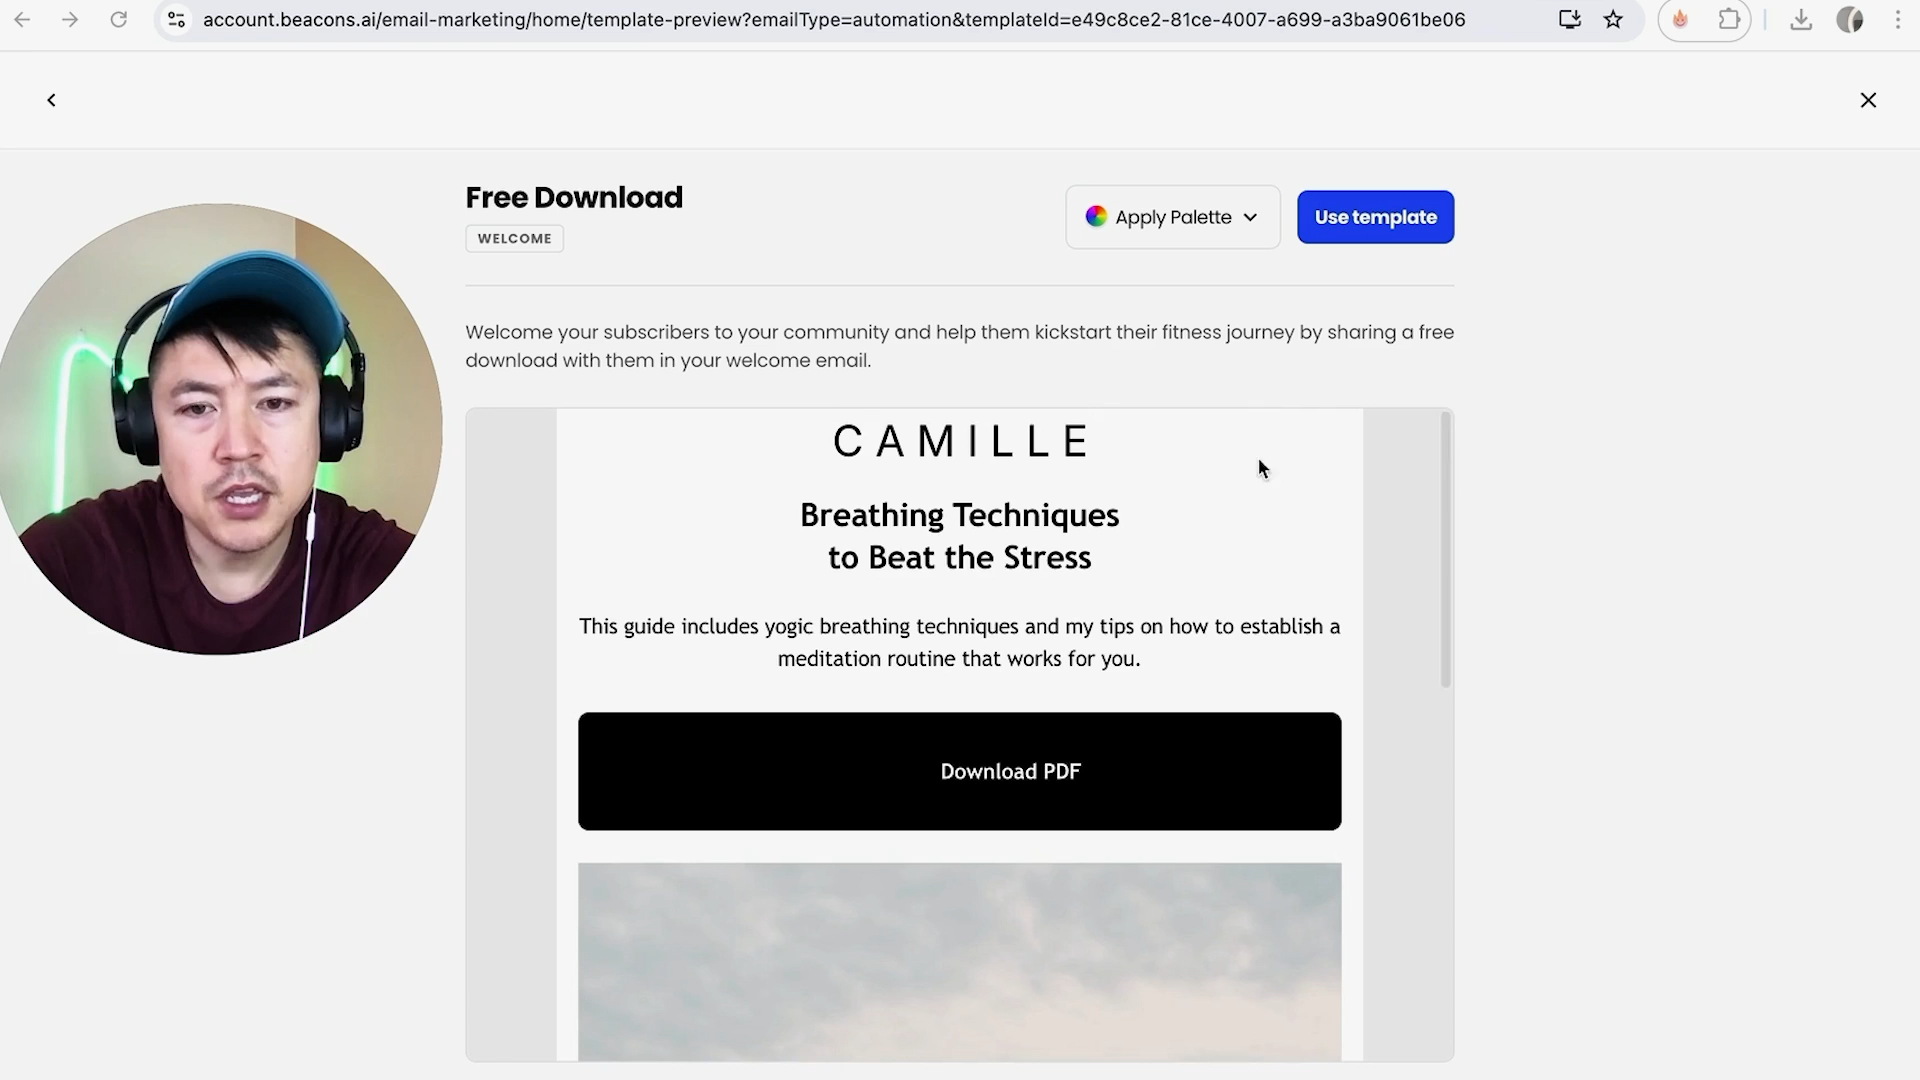 account.beacons.ai/email-marketing/home/template-preview?emailType=automation&templateId=e49c8ce2-81ce-4007-a699-a3ba9061be06
Free Download
WELCOME
Apply Palette
Use template
Welcome your subscribers to your community and help them kickstart their fitness journey by sharing a free
download with them in your welcome email.
CAMILLE
Breathing Techniques
to Beat the Stress
This guide includes yogic breathing techniques and my tips on how to establish a
meditation routine that works for you.
Download PDF